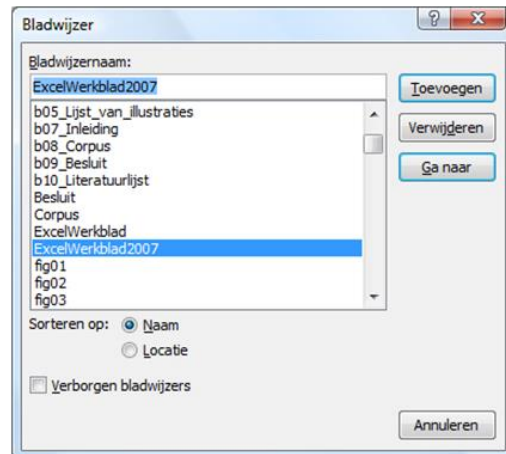 Bladwijzer
Bladwijzernaam:
ExcelWerkblad2007
Toevoegen
b05_Lijst_van_illustraties
b07_Inleiding
b08_Corpus
b09_Besluit
b10_Literatuurlijst
Besluit
Corpus
ExcelWerkblad
ExcelWerkblad2007
fig01
fig02
fig03
Verwijderen
Ga naar
Sorteren op:
Naam
Locatie
Verborgen bladwijzers
Annuleren